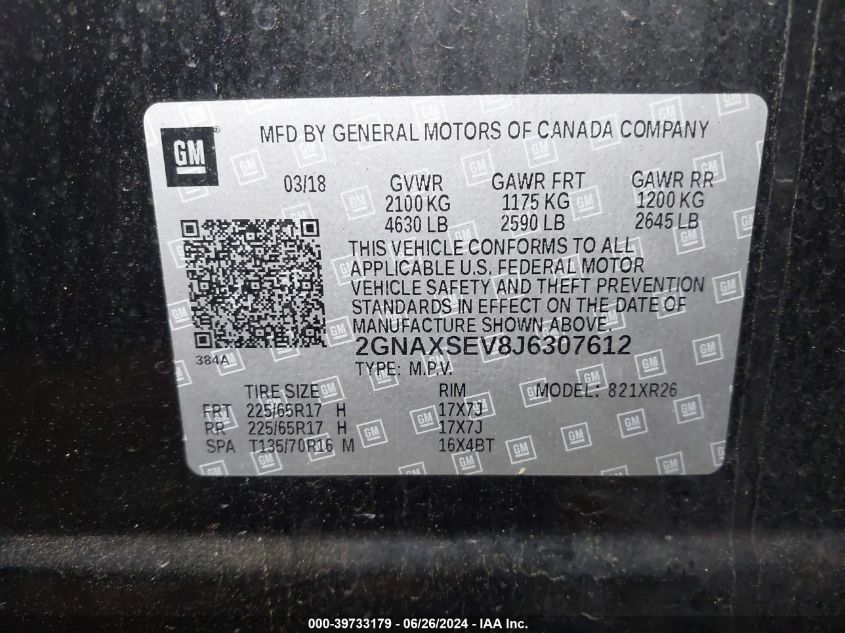 GM
MFD BY GENERAL MOTORS OF CANADA COMPANY
03/18 GVWR GAWR FRT GAWR RR
2100 KG 1175 KG 1200 KG
4630 LB 2590 LB 2645 LB
THIS VEHICLE CONFORMS TO ALL
APPLICABLE U.S. FEDERAL MOTOR
VEHICLE SAFETY AND THEFT PREVENTION
STANDARDS IN EFFECT ON THE DATE OF
MANUFACTURE SHOWN ABOVE.
384A
2GNAXSEV8J6307612
TYPE: M.P.V.
TIRE SIZE RIM MODEL: 821XR26
FRT 225/65R17 H 17X7J
RR 225/65R17 H 17X7J
SPA T135/70R16 M 16X4BT
000-39733179 - 06/26/2024 - IAA Inc.